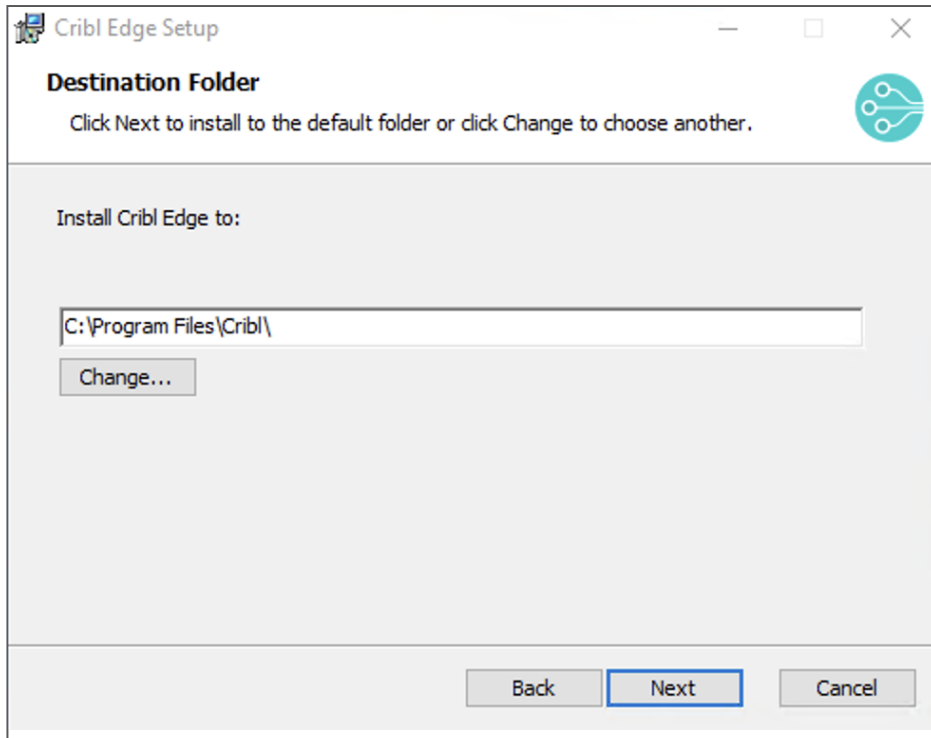 Cribl Edge Setup
Destination Folder
Click Next to install to the default folder or click Change to choose another.
Install Cribl Edge to:
C:\Program Files\Cribl\
Change...
Back
Next
Cancel